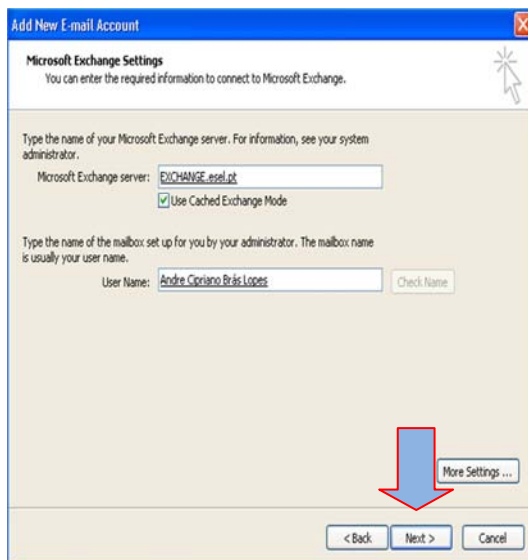 Add New E-mail Account
Microsoft Exchange Settings
You can enter the required information to connect to Microsoft Exchange.
Type the name of your Microsoft Exchange server. For information, see your system
administrator.
Microsoft Exchange server: EXCHANGE.esel.pt
Use Cached Exchange Mode
Type the name of the mailbox set up for you by your administrator. The mailbox name
is usually your user name.
User Name: Andre Cipriano Brás Lopes Check Name
More Settings ...
< Back Next > Cancel